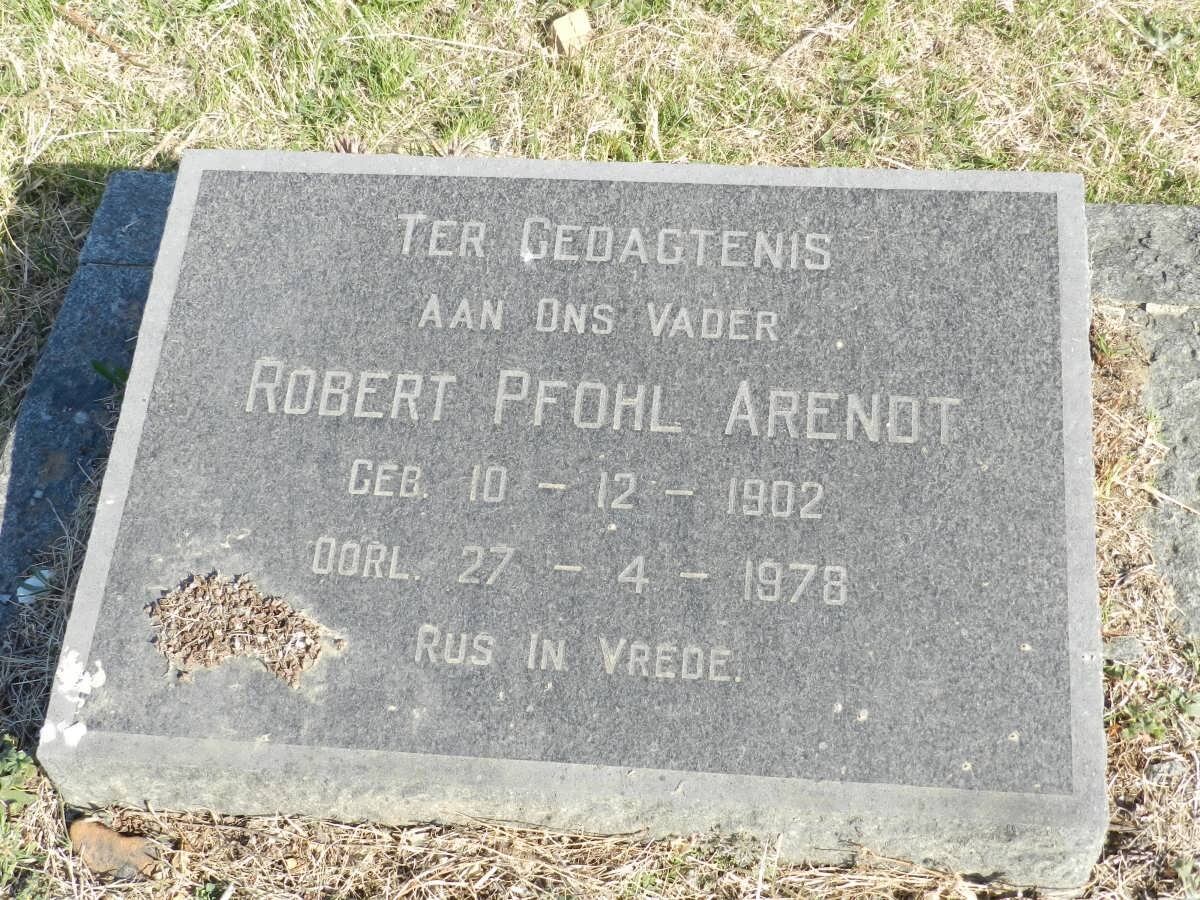 TER GEDAGTENIS
AAN ONS VADER
ROBERT PFOHL ARENDT
GEB. 10 – 12 – 1902
OORL. 27 – 4 – 1978
RUS IN VREDE.